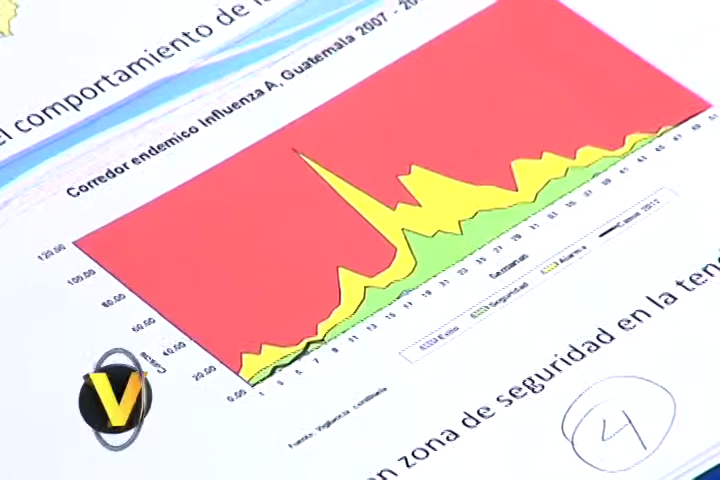 el comportamiento de la
Corredor endemico Influenza A, Guatemala 2007 - 20
120.00
100.00
80.00
60.00
40.00
20.00
0.00
1 3 5 7 9 11 13 15 17 19 21 23 25 27 29 31 33 35 37 39 41 43 45 47 49 51
Semanas
Exito Seguridad Alarma Casos
Fuente: Vigilancia
en zona de seguridad en la tend
4
V